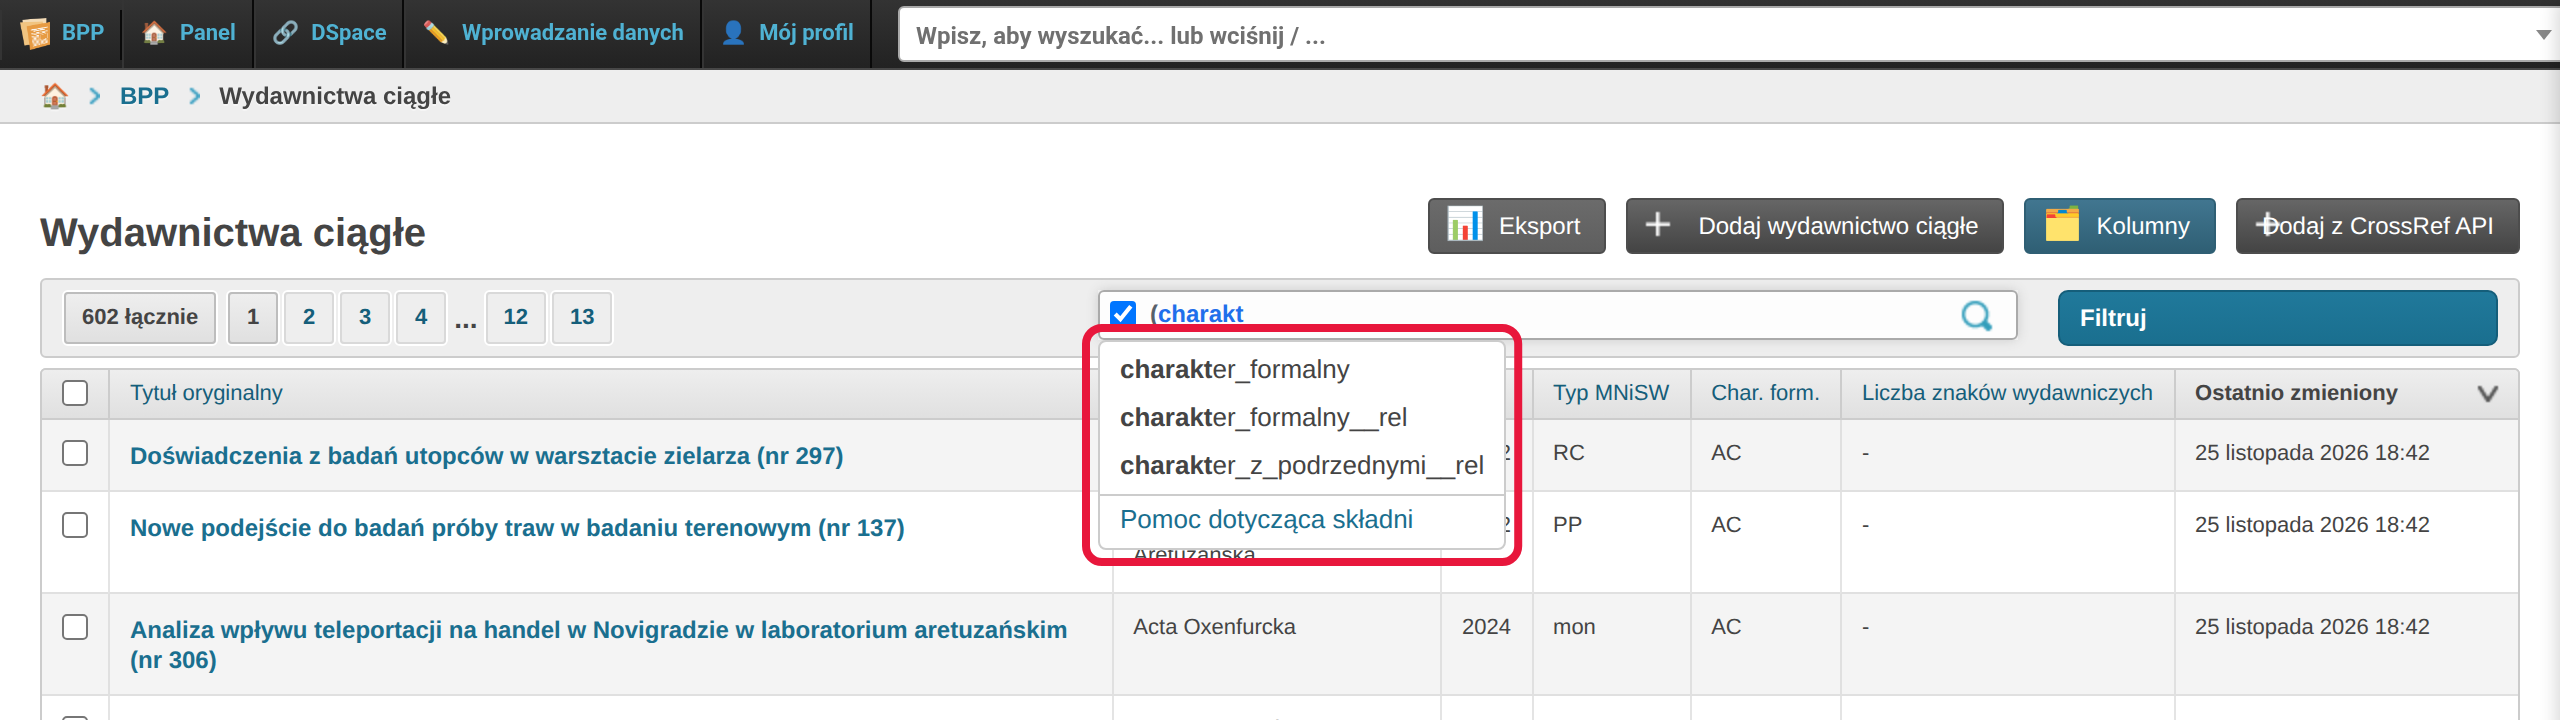 BPP Panel DSpace Wprowadzanie danych Mój profil Wpisz, aby wyszukać... lub wciśnij / ...
BPP Wydawnictwa ciągłe
Wydawnictwa ciągłe
Eksport Dodaj wydawnictwo ciągłe Kolumny Dodaj z CrossRef API
602 łącznie 1 2 3 4 ... 12 13 (charakt Filtruj
charakter_formalny
charakter_formalny__rel
charakter_z_podrzednymi__rel
Pomoc dotycząca składni
Tytuł oryginalny Typ MNiSW Char. form. Liczba znaków wydawniczych Ostatnio zmieniony
Doświadczenia z badań utopców w warsztacie zielarza (nr 297) RC AC - 25 listopada 2026 18:42
Nowe podejście do badań próby traw w badaniu terenowym (nr 137) Aretuzańska PP AC - 25 listopada 2026 18:42
Analiza wpływu teleportacji na handel w Novigradzie w laboratorium aretuzańskim
(nr 306) Acta Oxenfurcka 2024 mon AC - 25 listopada 2026 18:42